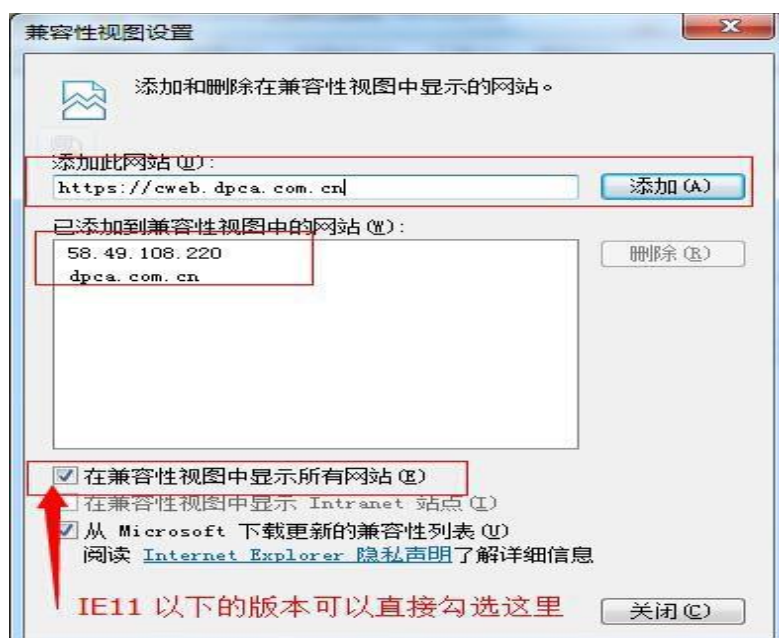 兼容性视图设置
添加和删除在兼容性视图中显示的网站。
添加此网站(D):
https://cweb.dpca.com.cn
添加(A)
已添加到兼容性视图中的网站(W):
58.49.108.220
删除(R)
dpca.com.cn
在兼容性视图中显示所有网站(E)
在兼容性视图中显示 Intranet 站点(I)
从 Microsoft 下载更新的兼容性列表(U)
阅读 Internet Explorer 隐私声明了解详细信息
IE11 以下的版本可以直接勾选这里
关闭(C)